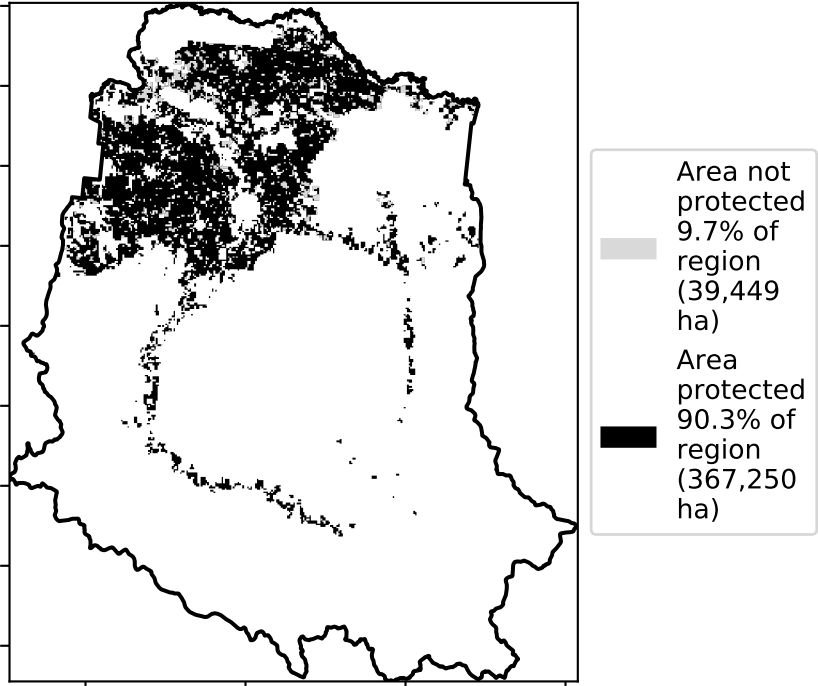 Area not
protected
9.7% of
region
(39,449
ha)
Area
protected
90.3% of
region
(367,250
ha)